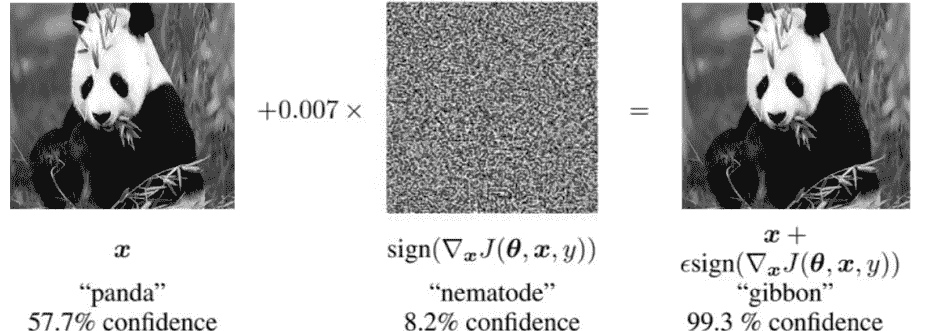 +0.007 ×
=
x
sign(∇ₓJ(θ, x, y))
x +
ϵsign(∇ₓJ(θ, x, y))
“panda”
“nematode”
“gibbon”
57.7% confidence
8.2% confidence
99.3 % confidence